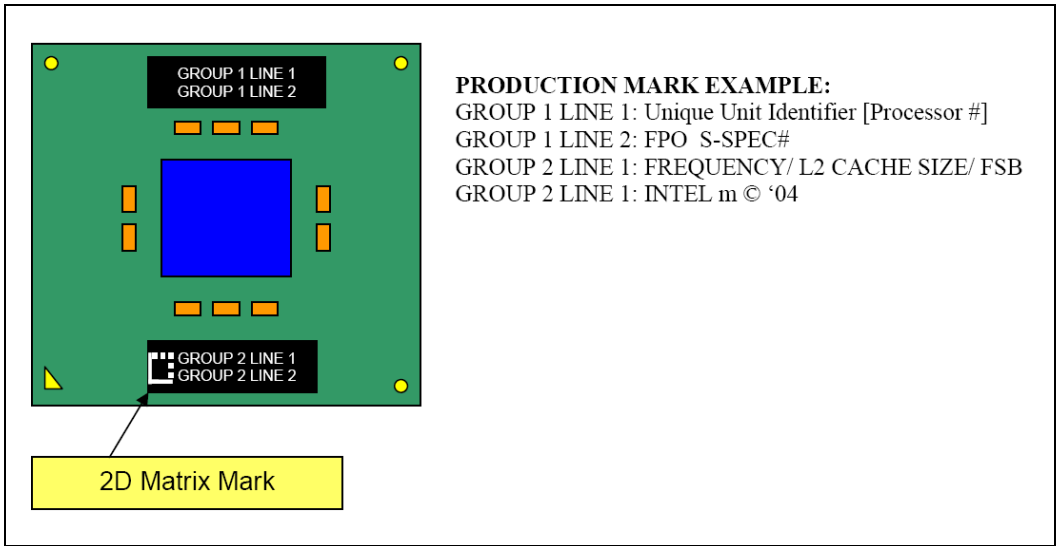 GROUP 1 LINE 1
GROUP 1 LINE 2
GROUP 2 LINE 1
GROUP 2 LINE 2
2D Matrix Mark
PRODUCTION MARK EXAMPLE:
GROUP 1 LINE 1: Unique Unit Identifier [Processor #]
GROUP 1 LINE 2: FPO S-SPEC#
GROUP 2 LINE 1: FREQUENCY/ L2 CACHE SIZE/ FSB
GROUP 2 LINE 1: INTEL m © ‘04